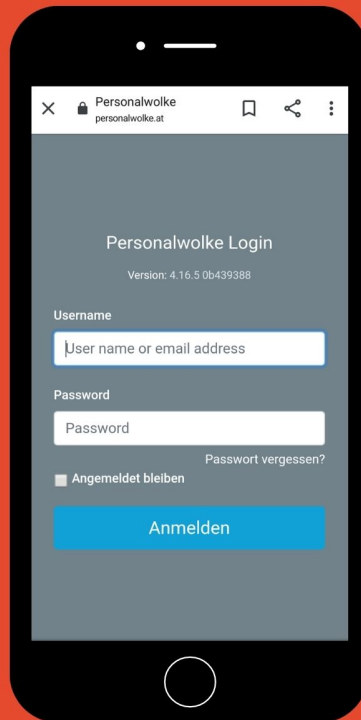 Personalwolke
personalwolke.at
Personalwolke Login
Version: 4.16.5 0b439388
Username
User name or email address
Password
Password
Passwort vergessen?
Angemeldet bleiben
Anmelden